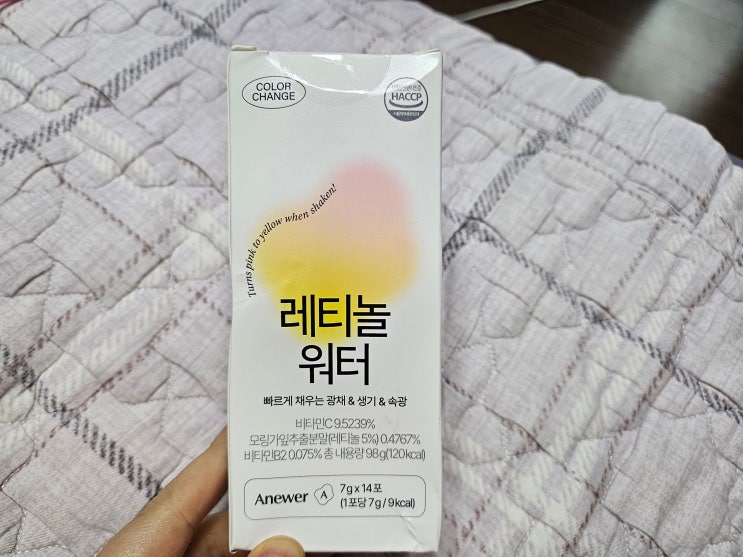 COLOR
CHANGE
HACCP
Turns pink to yellow when shaken!
레티놀
워터
빠르게 채우는 광채 & 생기 & 속광
비타민C 9.5239%
모링가잎추출분말(레티놀 5%) 0.4767%
비타민B2 0.075% 총 내용량 98g(120kcal)
Anewer A
7g x 14포
(1포당 7g / 9kcal)